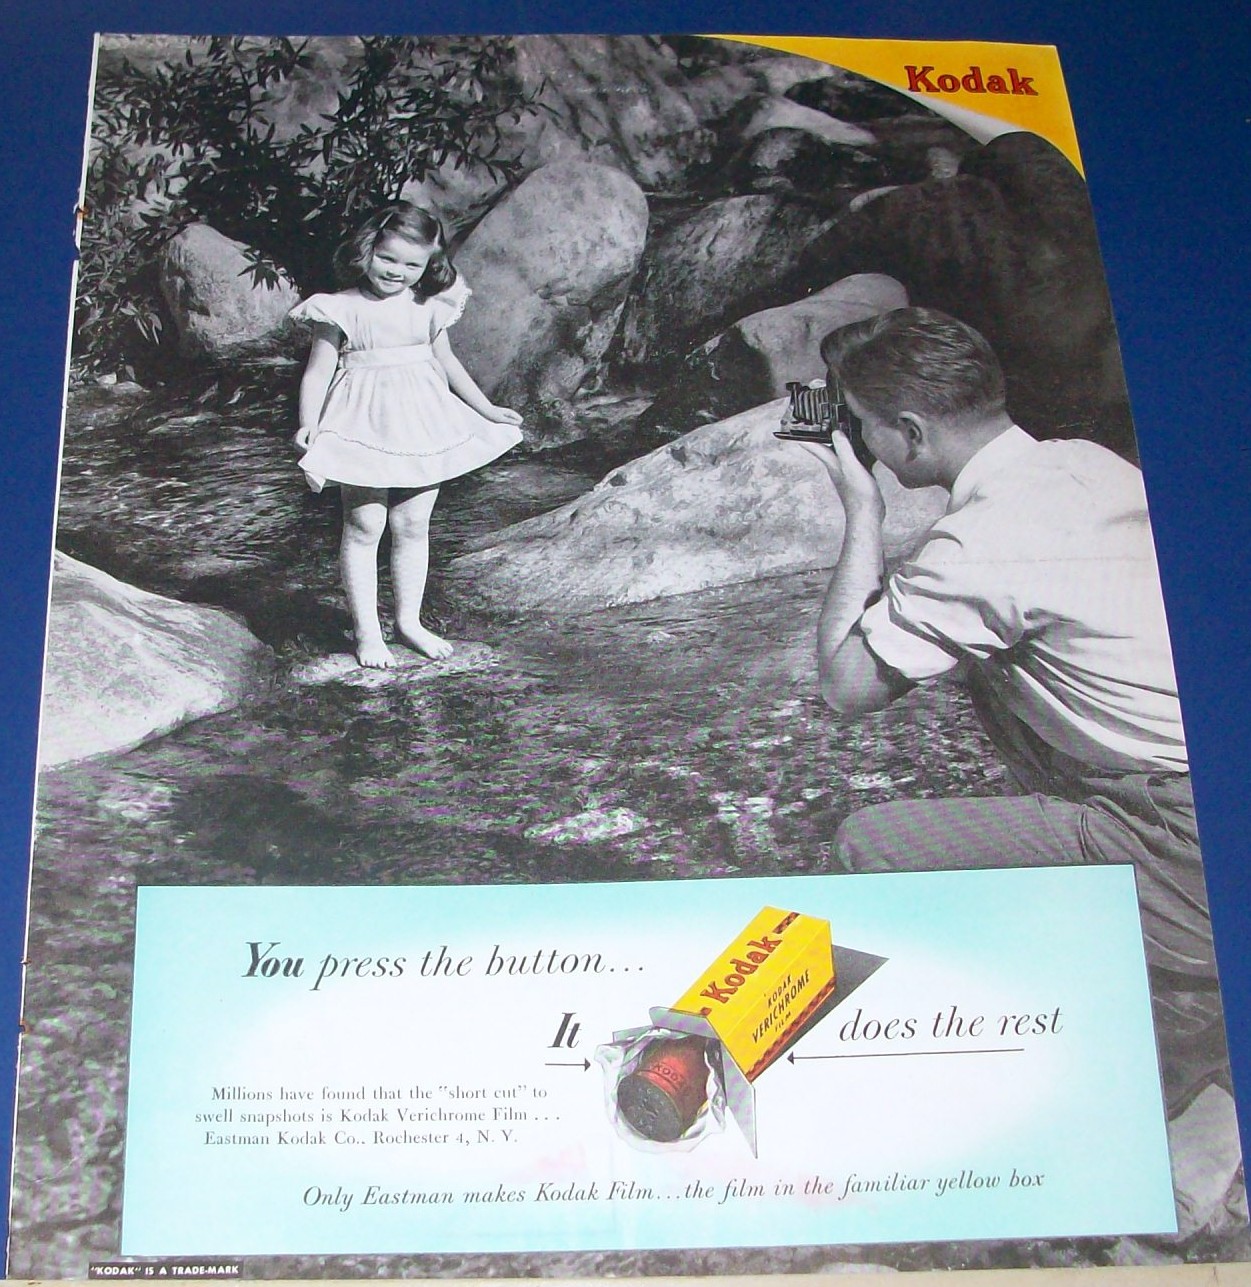 Kodak
You press the button...
It
does the rest
Kodak
"KODAK
VERICHROME
FILM
KODAK
Millions have found that the "short cut" to
swell snapshots is Kodak Verichrome Film ...
Eastman Kodak Co.. Rochester 4, N. Y.
Only Eastman makes Kodak Film...the film in the familiar yellow box
"KODAK" IS A TRADE-MARK